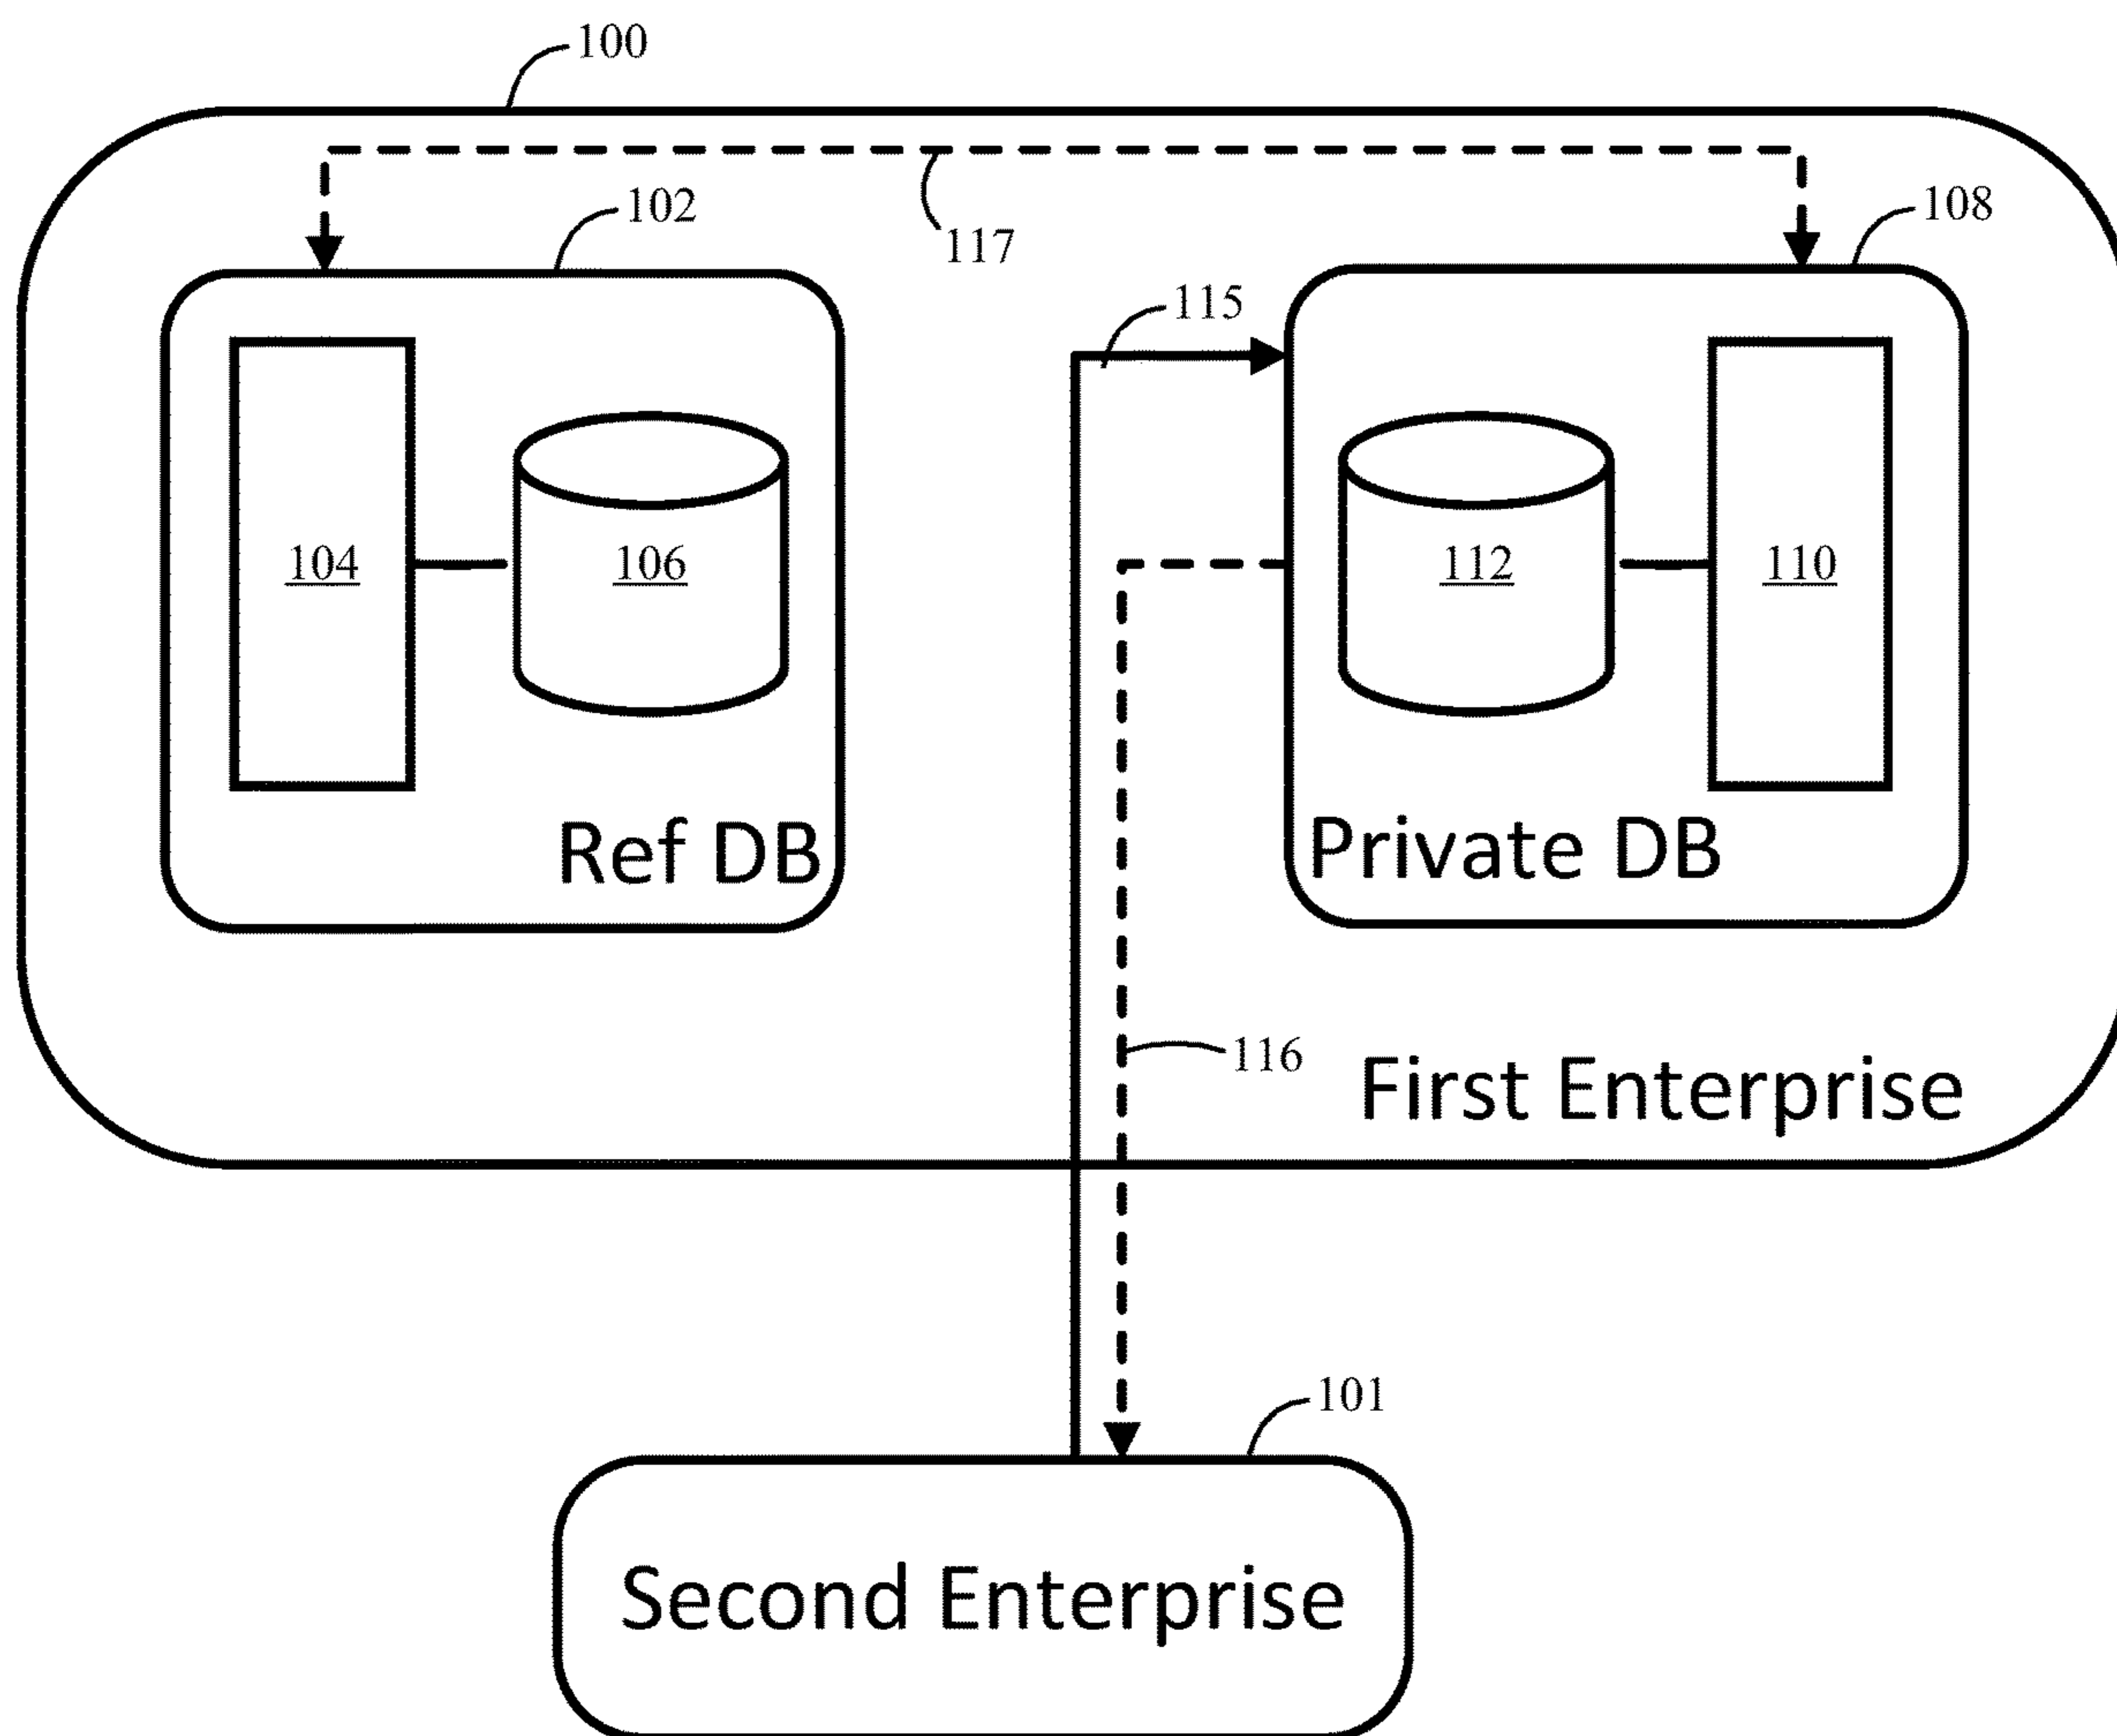 100
102
108
117
115
104
106
112
110
Ref DB
Private DB
116
First Enterprise
101
Second Enterprise